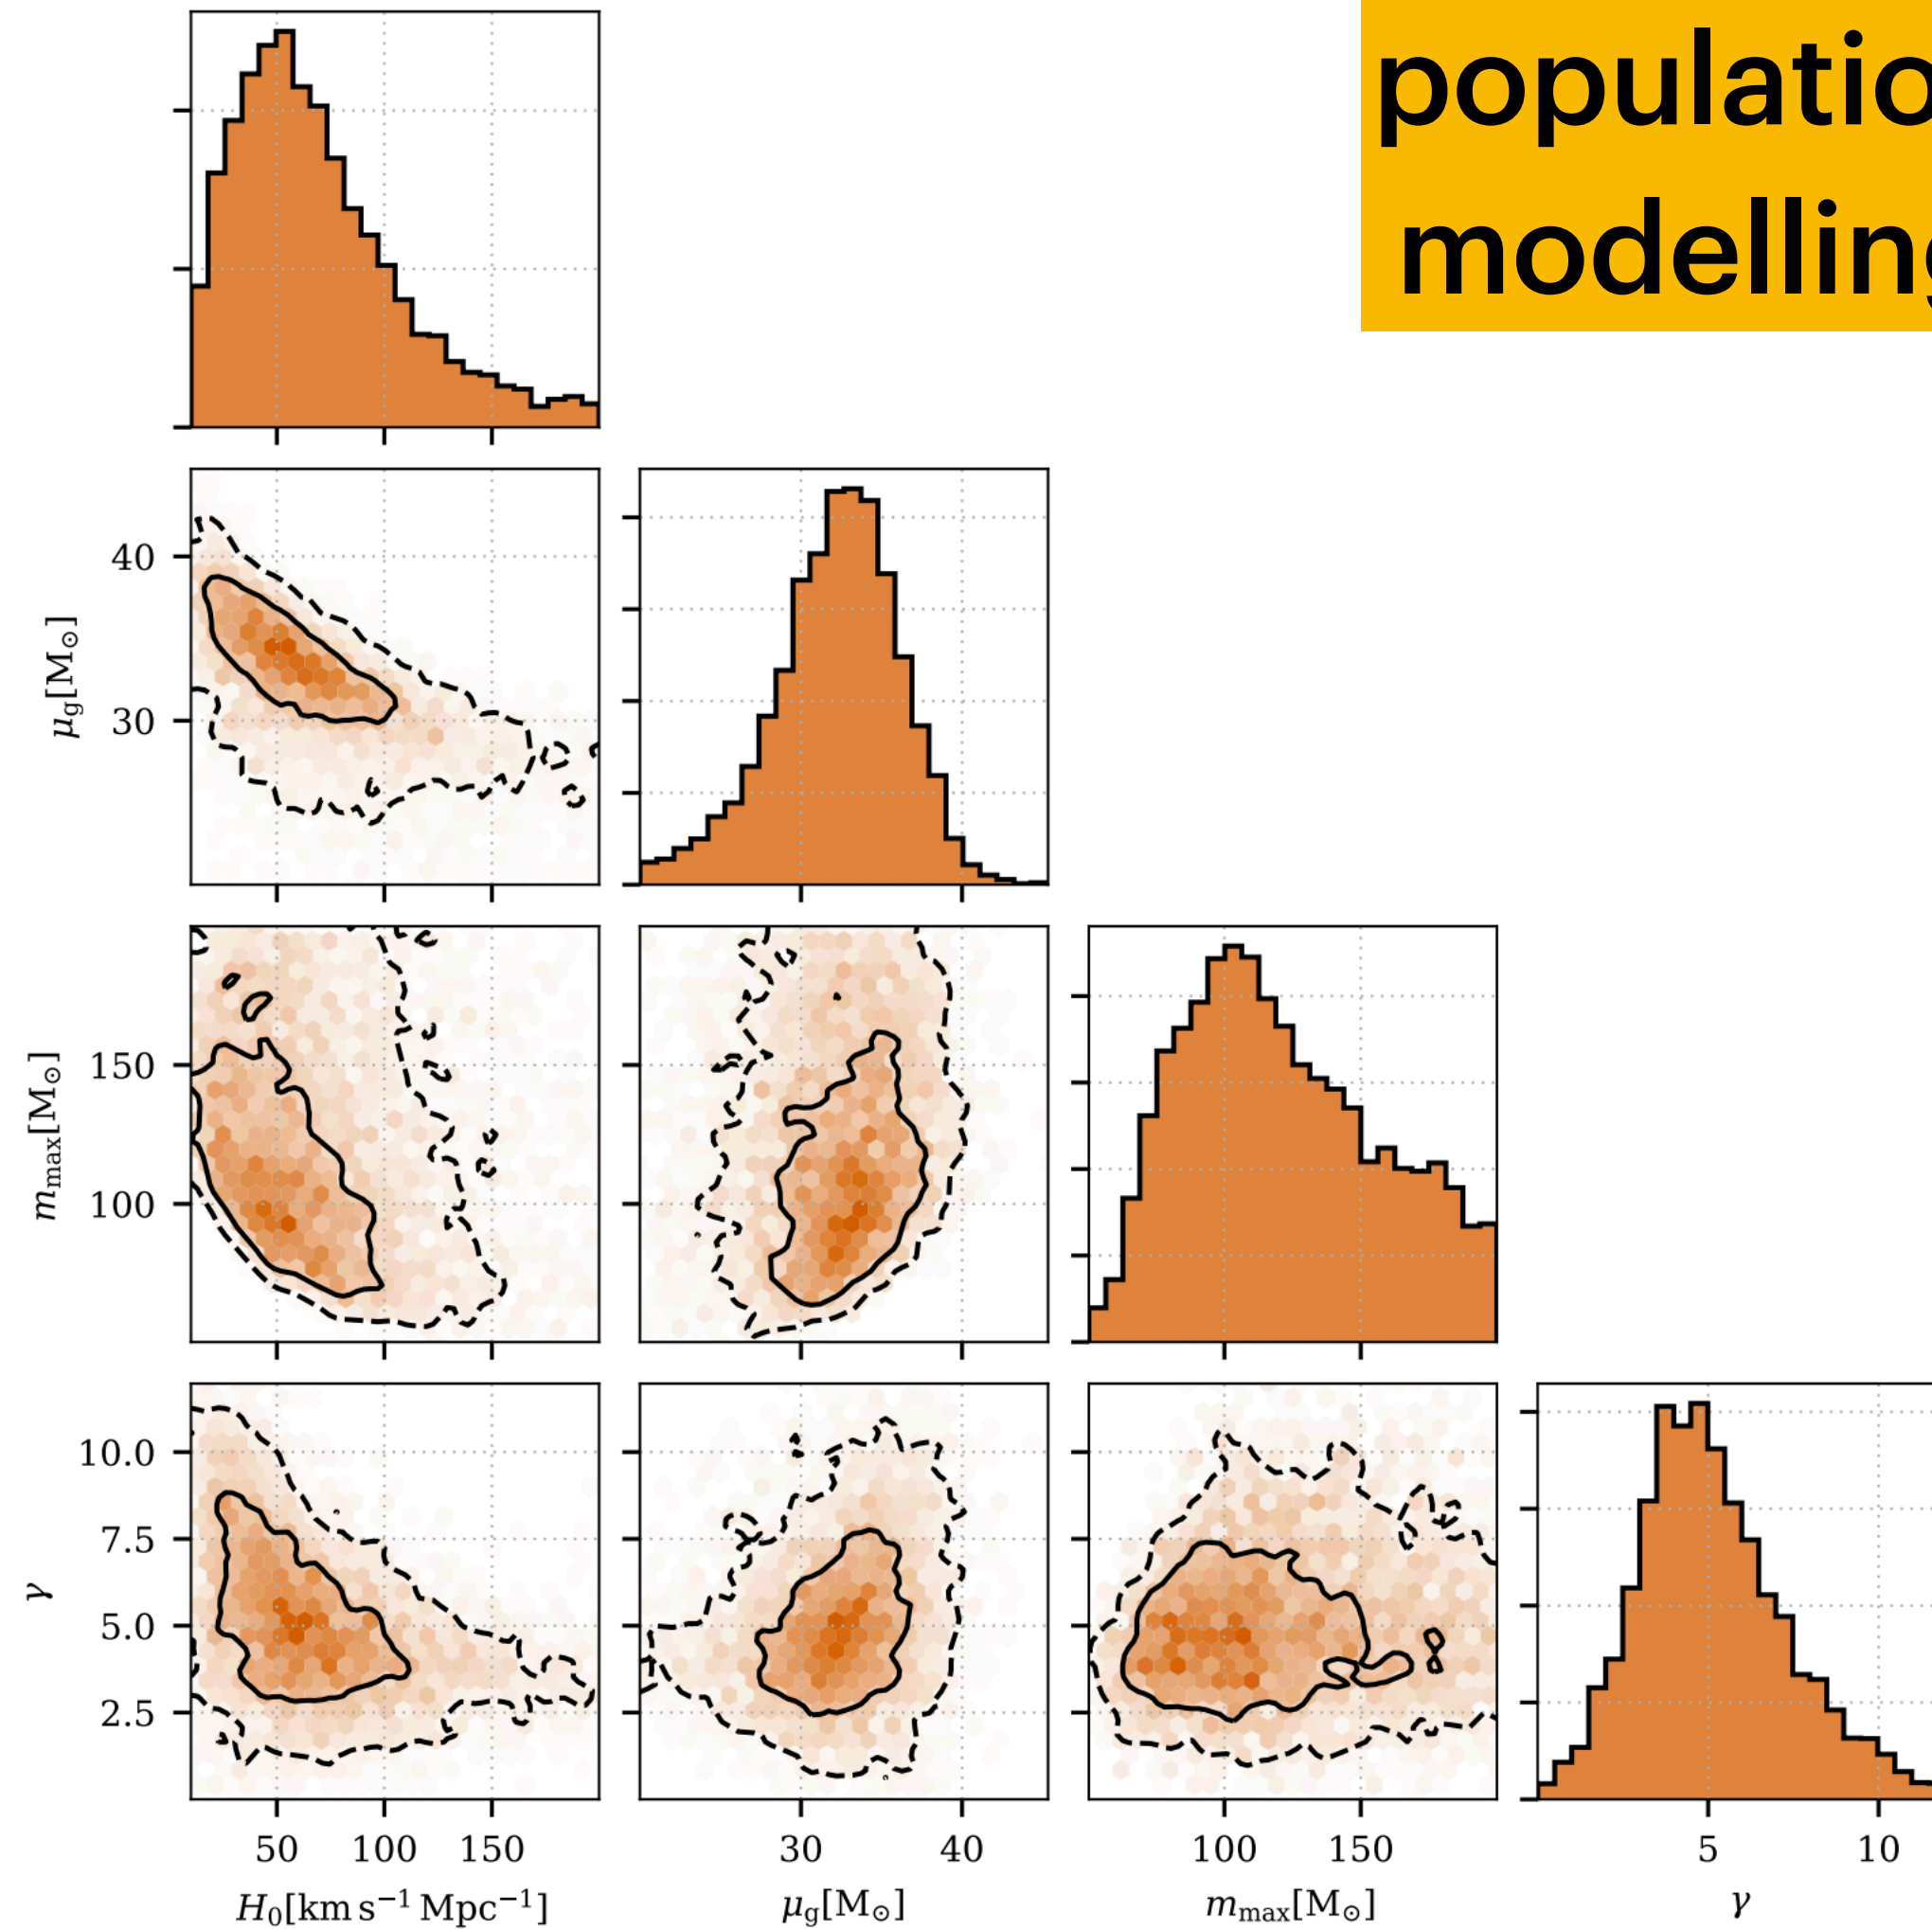 populatio
modelling
40
30
μg[M⊙]
150
100
mmax[M⊙]
10.0
7.5
5.0
2.5
γ
50 100 150 30 40 100 150 5 10
H₀[km s⁻¹ Mpc⁻¹] μg[M⊙] mmax[M⊙] γ